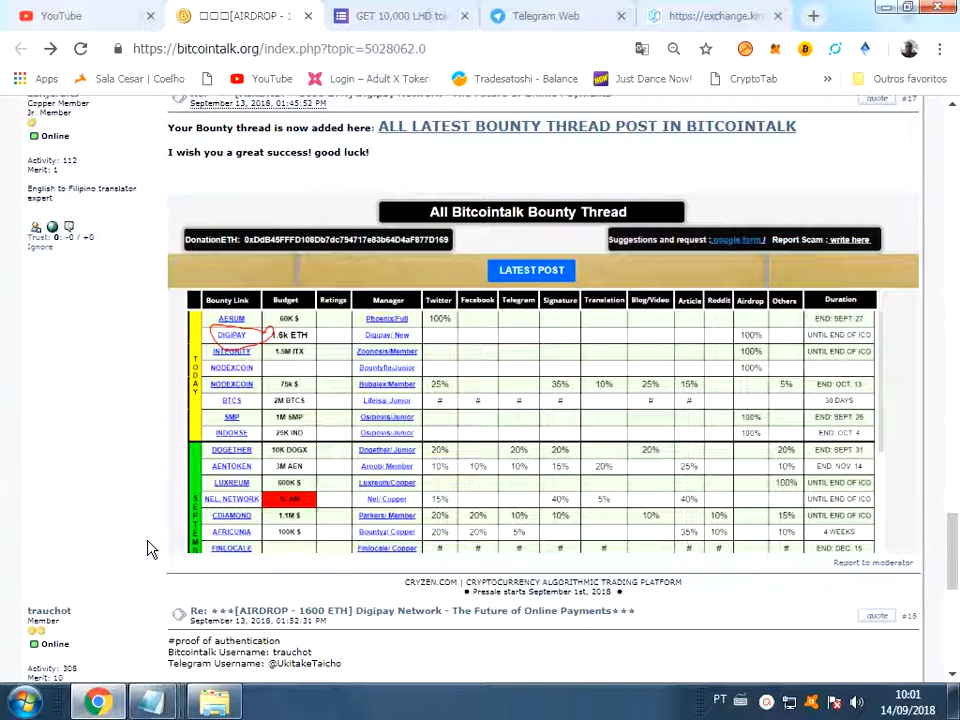 YouTube
[AIRDROP - 1
GET 10,000 LHD tok
Telegram Web
https://exchange.kin
https://bitcointalk.org/index.php?topic=5028062.0
Apps
Sala Cesar | Coelho
YouTube
Login – Adult X Token
Tradesatoshi - Balance
Just Dance Now!
CryptoTab
»
Outros favoritos
Copper Member
Jr. Member
Online
Activity: 112
Merit: 1
English to Filipino translator
expert
Trust: 0: -0 / +0
Ignore
September 13, 2018, 01:45:52 PM
quote
#17
Your Bounty thread is now added here: ALL LATEST BOUNTY THREAD POST IN BITCOINTALK
I wish you a great success! good luck!
All Bitcointalk Bounty Thread
DonationETH: 0xDdB45FFFD108Db7dc794717e83b64D4aF877D169
Suggestions and request : google form / Report Scam : write here
LATEST POST
Bounty Link Budget Ratings Manager Twitter Facebook Telegram Signature Translation Blog/Video Article Reddit Airdrop Others Duration
TODAY
AERUM 60K $ Phoenix/Full 100% END: SEPT. 27
DIGIPAY 1.6k ETH Digipay/ New 100% UNTIL END OF ICO
INTEGRITY 1.5M ITX Zoonosis/Member 100% UNTIL END OF ICO
NODEXCOIN Bountyfle/Junior 100%
NODEXCOIN 75k $ Bubalex/Member 25% 35% 10% 25% 15% 5% END: OCT. 13
BTCS 2M BTCS Lifeisa/ Junior # # # # # # 30 DAYS
SMP 1M SMP Osipovis/ Junior 100% END: SEPT. 26
INDORSE 25K IND Osipovis/ Junior 100% END: OCT. 4
SEPTEMB
DOGETHER 10K DOGX Dogether/ Junior 20% 20% 20% 20% 20% END: SEPT. 31
AENTOKEN 3M AEN Arnob/ Member 10% 10% 10% 15% 20% 25% 10% END: NOV. 14
LUXREUM 600K $ Luxreum/Copper 100% UNTIL END OF ICO
NEL. NETWORK Nel/ Copper 15% 40% 5% 40% UNTIL END OF ICO
CDIAMOND 1.1M $ Parkers/ Member 20% 20% 10% 10% 10% 10% 15% UNTIL END OF ICO
AFRICUNIA 100K $ Bountyz/ Copper 20% 20% 5% 35% 10% 10% 4 WEEKS
FINLOCALE Finlocale/ Copper # # # # # # # # END: DEC. 15
Report to moderator
CRYZEN.COM | CRYPTOCURRENCY ALGORITHMIC TRADING PLATFORM
● Presale starts September 1st, 2018 ●
trauchot
Member
Online
Activity: 308
Merit: 10
Re: ★★★[AIRDROP - 1600 ETH] Digipay Network - The Future of Online Payments★★★
September 13, 2018, 01:52:31 PM
quote
#18
#proof of authentication
Bitcointalk Username: trauchot
Telegram Username: @UkitakeTaicho
PT
10:01
14/09/2018